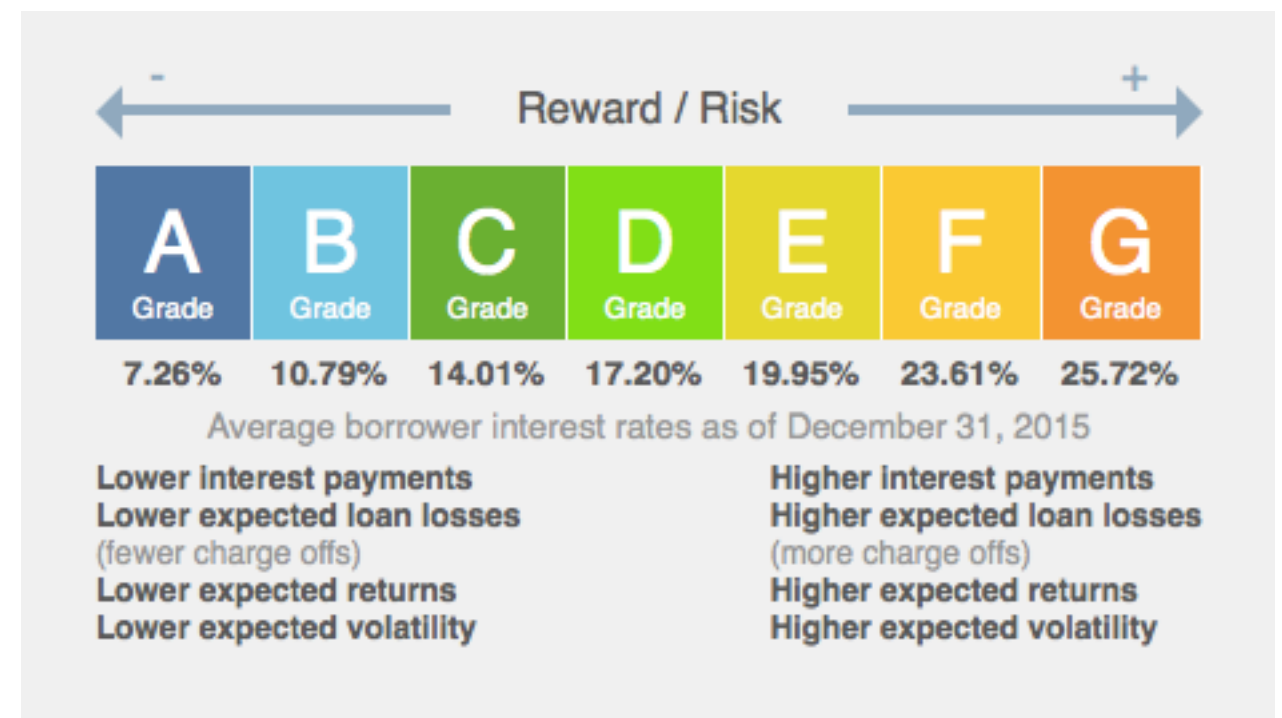 - +
Reward / Risk
A B C D E F G
Grade Grade Grade Grade Grade Grade Grade
7.26% 10.79% 14.01% 17.20% 19.95% 23.61% 25.72%
Average borrower interest rates as of December 31, 2015
Lower interest payments
Lower expected loan losses
(fewer charge offs)
Lower expected returns
Lower expected volatility
Higher interest payments
Higher expected loan losses
(more charge offs)
Higher expected returns
Higher expected volatility